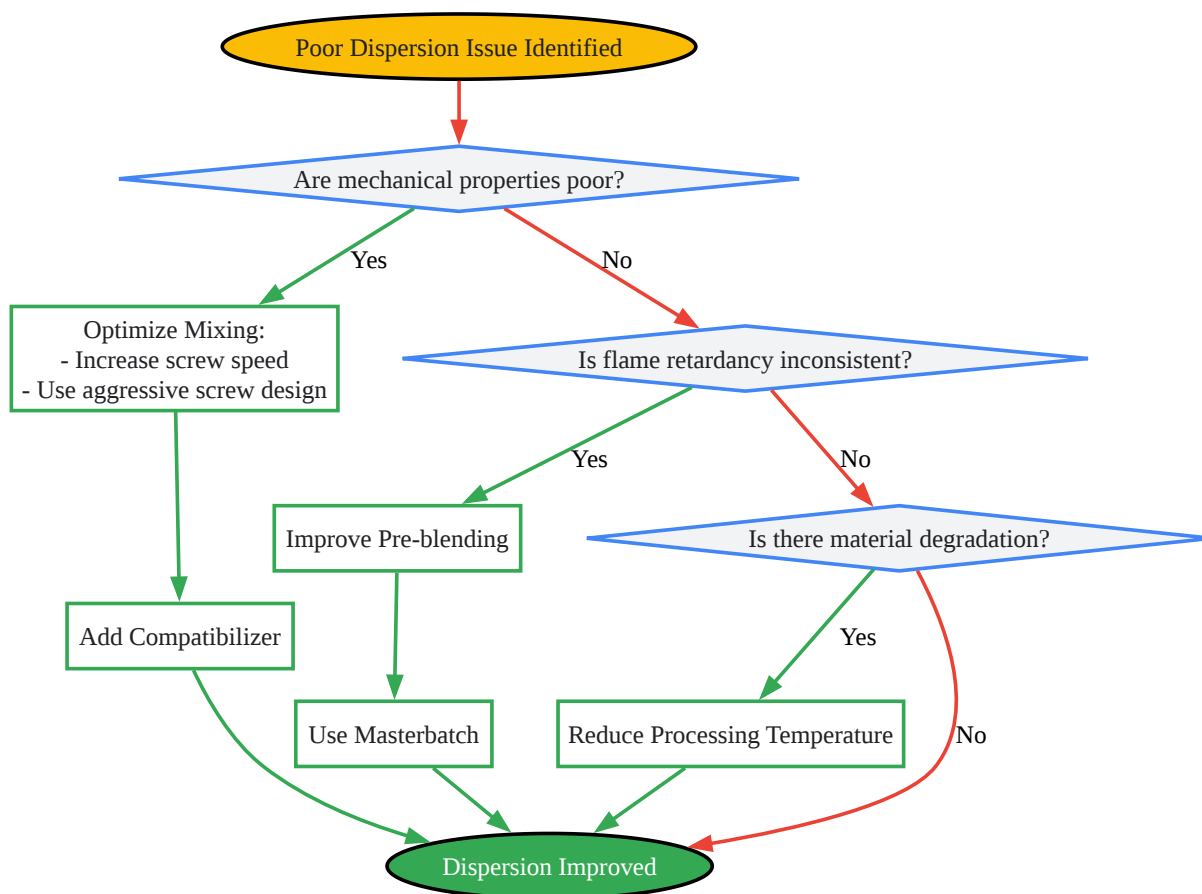 Poor Dispersion Issue Identified
Are mechanical properties poor?
Yes
No
Optimize Mixing:
- Increase screw speed
- Use aggressive screw design
Is flame retardancy inconsistent?
Yes
No
Improve Pre-blending
Is there material degradation?
Add Compatibilizer
Yes
Use Masterbatch
Reduce Processing Temperature
No
Dispersion Improved